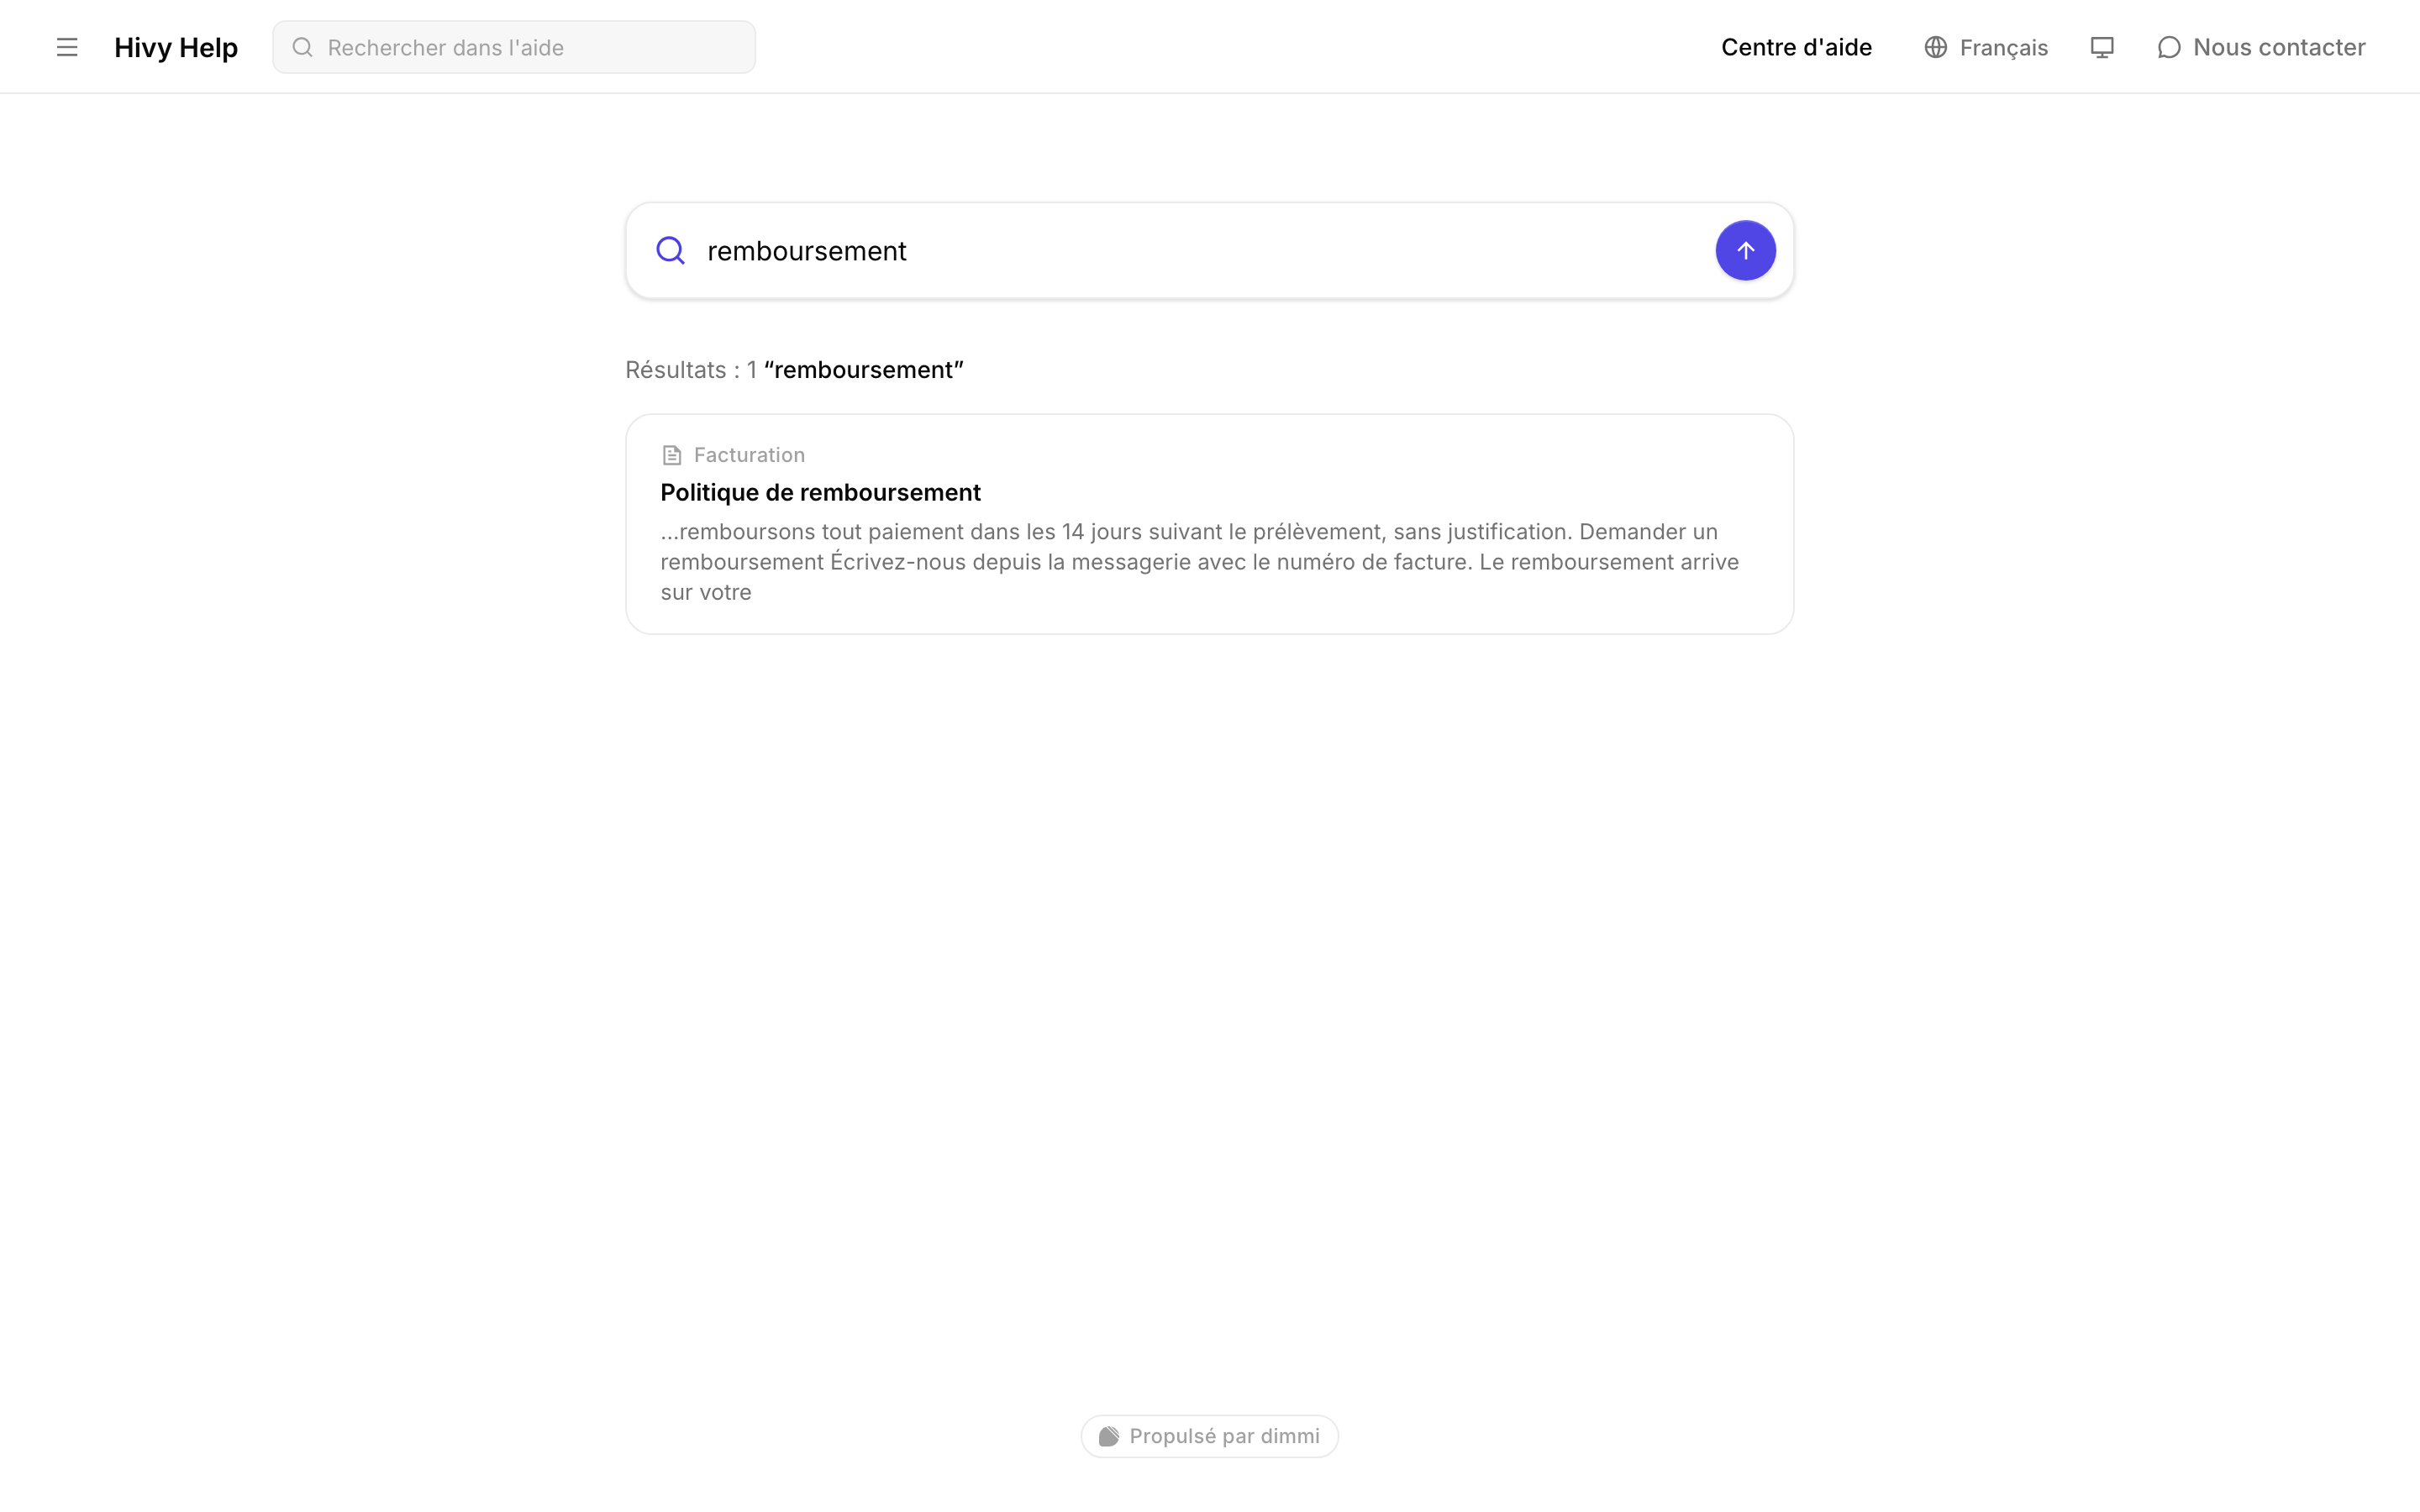 Hivy Help
Rechercher dans l'aide
Centre d'aide
Français
Nous contacter
remboursement
Résultats : 1 “remboursement”
Facturation
Politique de remboursement
...remboursons tout paiement dans les 14 jours suivant le prélèvement, sans justification. Demander un
remboursement Écrivez-nous depuis la messagerie avec le numéro de facture. Le remboursement arrive
sur votre
Propulsé par dimmi